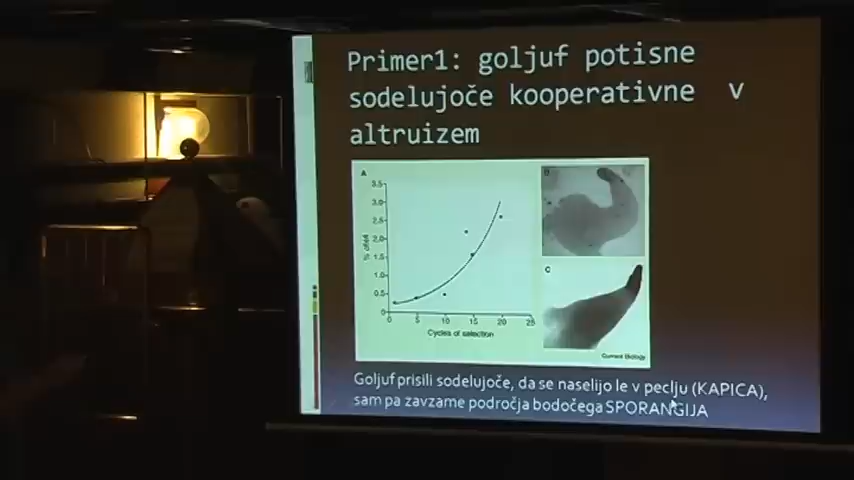 Primer1: goljuf potisne
sodelujoče kooperativne v
altruizem
A
3.5
3.0
2.5
2.0
1.5
1.0
0.5
0
0 5 10 15 20 25
Cycles of selection
B
C
Current Biology
Goljuf prisili sodelujoče, da se naselijo le v peclju (KAPICA),
sam pa zavzame področja bodočega SPORANGIJA